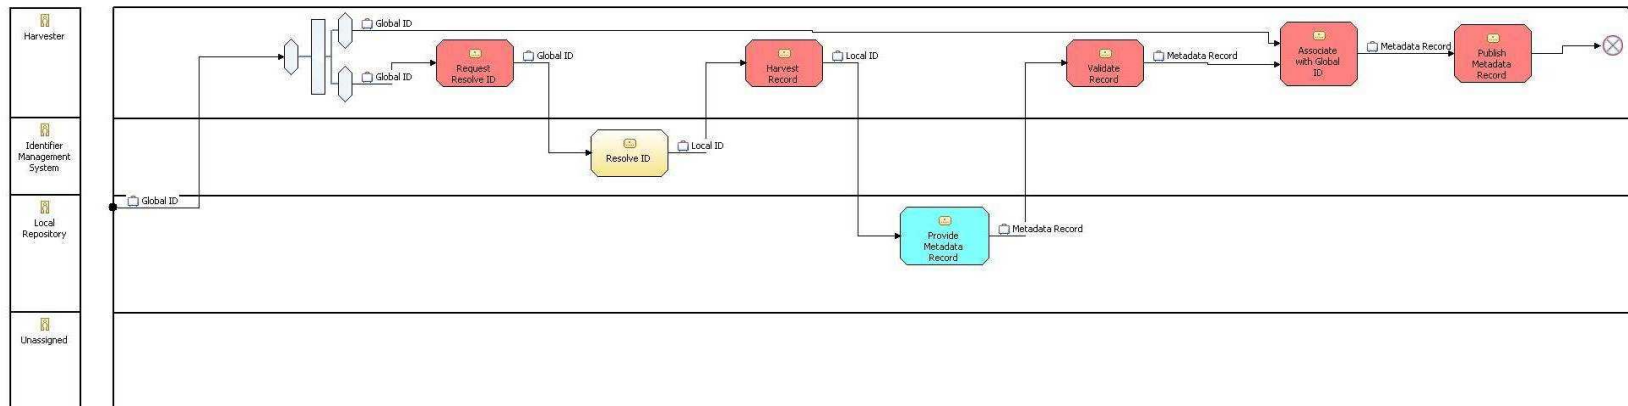 Harvester
Global ID
Global ID
Request
Resolve ID
Global ID
Harvest
Record
Local ID
Validate
Record
Metadata Record
Associate
with Global
ID
Metadata Record
Publish
Metadata
Record
Identifier
Management
System
Resolve ID
Local ID
Local
Repository
Global ID
Provide
Metadata
Record
Metadata Record
Unassigned